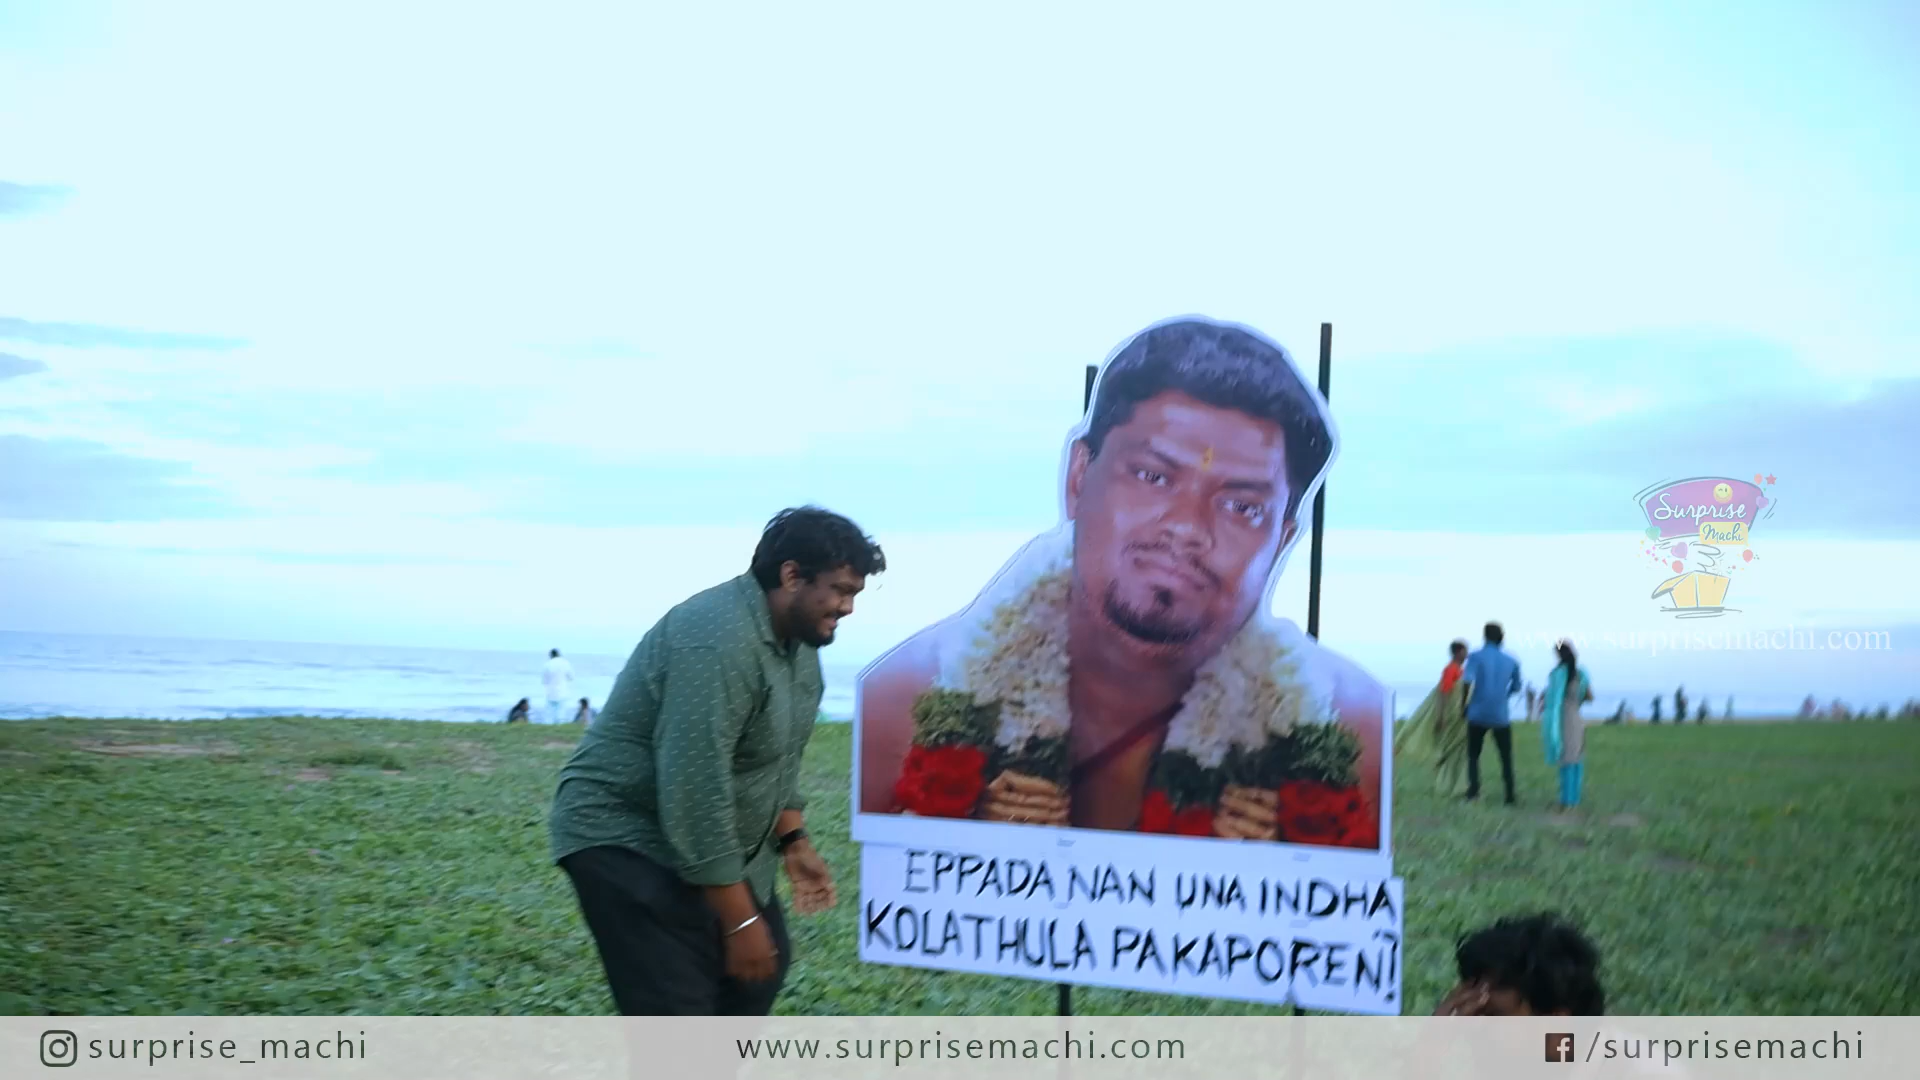 Surprise
Machi
www.surprisemachi.com
EPPADA NAN UNA INDHA
KOLATHULA PAKAPOREN?!
surprise_machi
www.surprisemachi.com
/surprisemachi